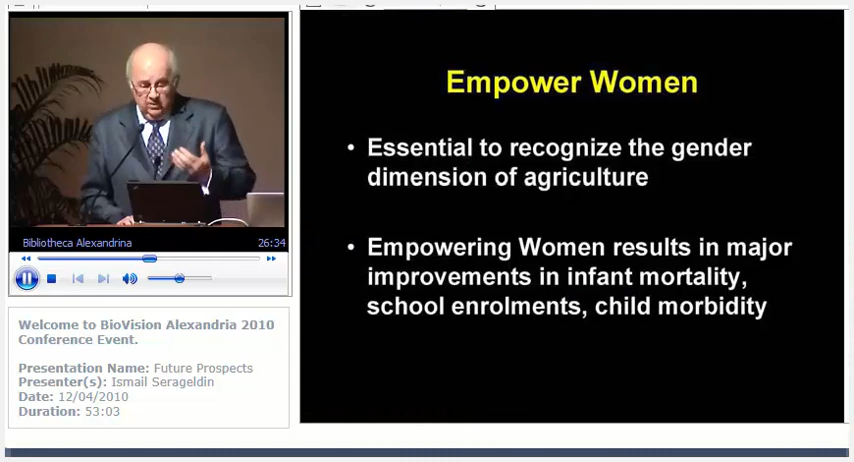 Bibliotheca Alexandrina 26:34
Welcome to BioVision Alexandria 2010
Conference Event.
Presentation Name: Future Prospects
Presenter(s): Ismail Serageldin
Date: 12/04/2010
Duration: 53:03
Empower Women
• Essential to recognize the gender
dimension of agriculture
• Empowering Women results in major
improvements in infant mortality,
school enrolments, child morbidity